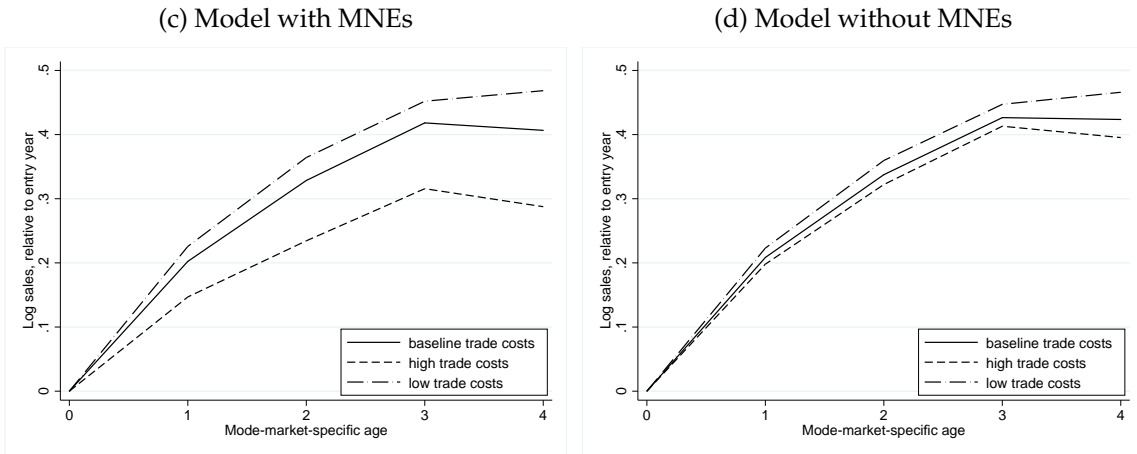 (c) Model with MNEs
Log sales, relative to entry year
.5
.4
.3
.2
.1
0
0 1 2 3 4
Mode-market-specific age
baseline trade costs
high trade costs
low trade costs
(d) Model without MNEs
Log sales, relative to entry year
.5
.4
.3
.2
.1
0
0 1 2 3 4
Mode-market-specific age
baseline trade costs
high trade costs
low trade costs